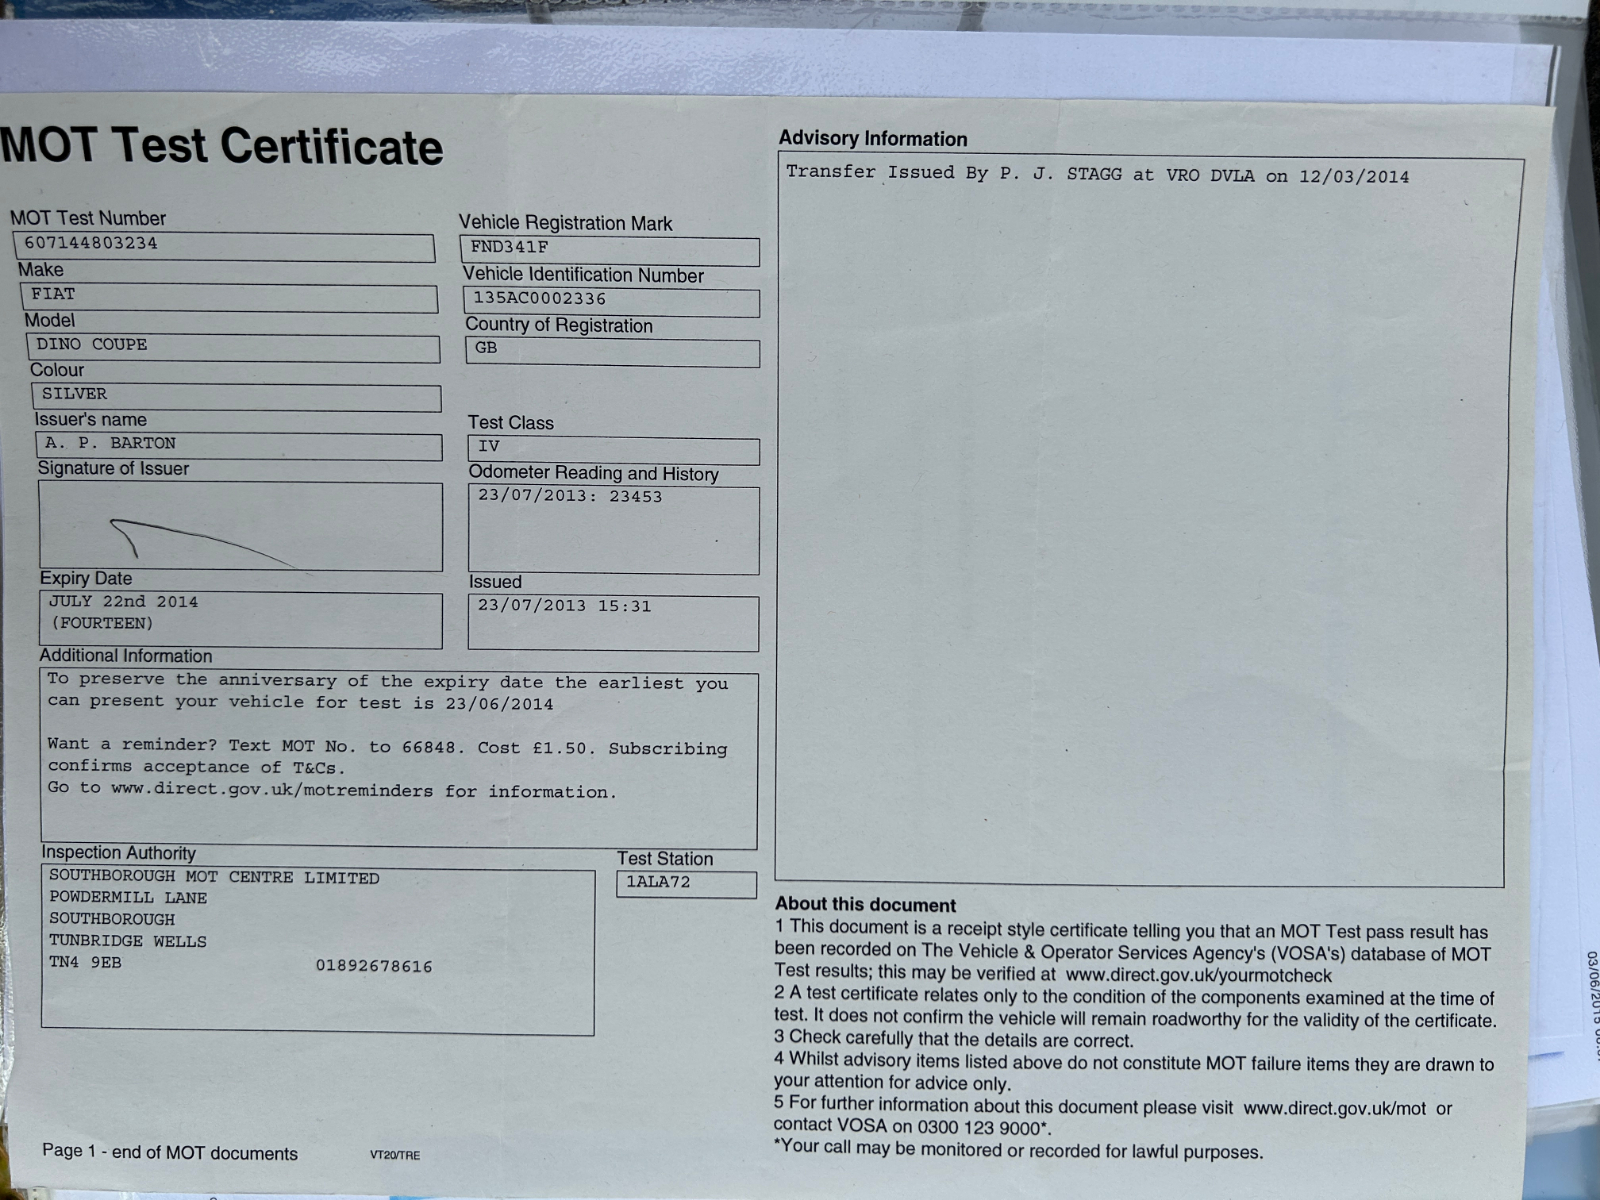 MOT Test Certificate
MOT Test Number
607144803234
Vehicle Registration Mark
FND341F
Make
FIAT
Vehicle Identification Number
135AC0002336
Model
DINO COUPE
Country of Registration
GB
Colour
SILVER
Issuer's name
A. P. BARTON
Test Class
IV
Signature of Issuer
Odometer Reading and History
23/07/2013: 23453
Expiry Date
JULY 22nd 2014
(FOURTEEN)
Issued
23/07/2013 15:31
Additional Information
To preserve the anniversary of the expiry date the earliest you
can present your vehicle for test is 23/06/2014
Want a reminder? Text MOT No. to 66848. Cost £1.50. Subscribing
confirms acceptance of T&Cs.
Go to www.direct.gov.uk/motreminders for information.
Inspection Authority
SOUTHBOROUGH MOT CENTRE LIMITED
POWDERMILL LANE
SOUTHBOROUGH
TUNBRIDGE WELLS
TN4 9EB 01892678616
Test Station
1ALA72
Page 1 - end of MOT documents
VT20/TRE
Advisory Information
Transfer Issued By P. J. STAGG at VRO DVLA on 12/03/2014
About this document
1 This document is a receipt style certificate telling you that an MOT Test pass result has
been recorded on The Vehicle & Operator Services Agency's (VOSA's) database of MOT
Test results; this may be verified at www.direct.gov.uk/yourmotcheck
2 A test certificate relates only to the condition of the components examined at the time of
test. It does not confirm the vehicle will remain roadworthy for the validity of the certificate.
3 Check carefully that the details are correct.
4 Whilst advisory items listed above do not constitute MOT failure items they are drawn to
your attention for advice only.
5 For further information about this document please visit www.direct.gov.uk/mot or
contact VOSA on 0300 123 9000*.
*Your call may be monitored or recorded for lawful purposes.